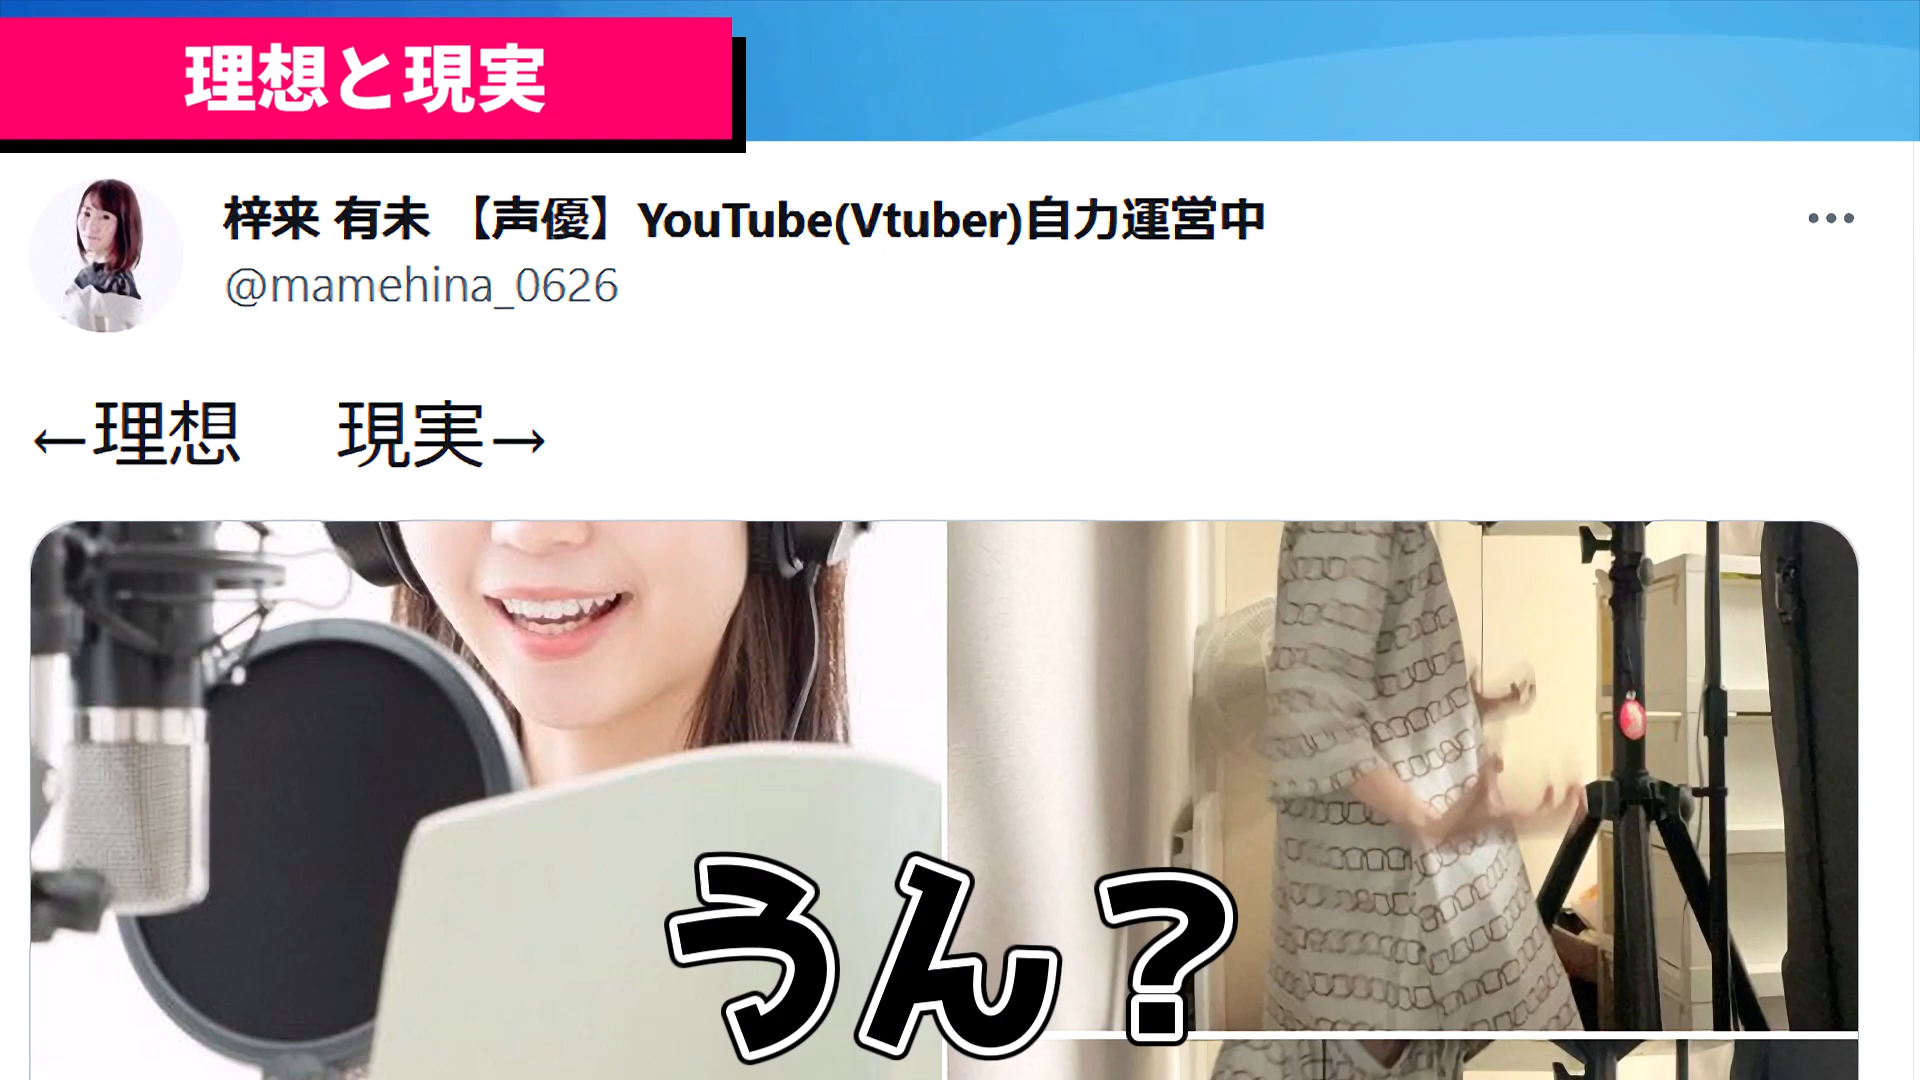 理想と現実
梓来 有未 【声優】YouTube(Vtuber)自力運営中
@mamehina_0626
←理想 現実→
うん？